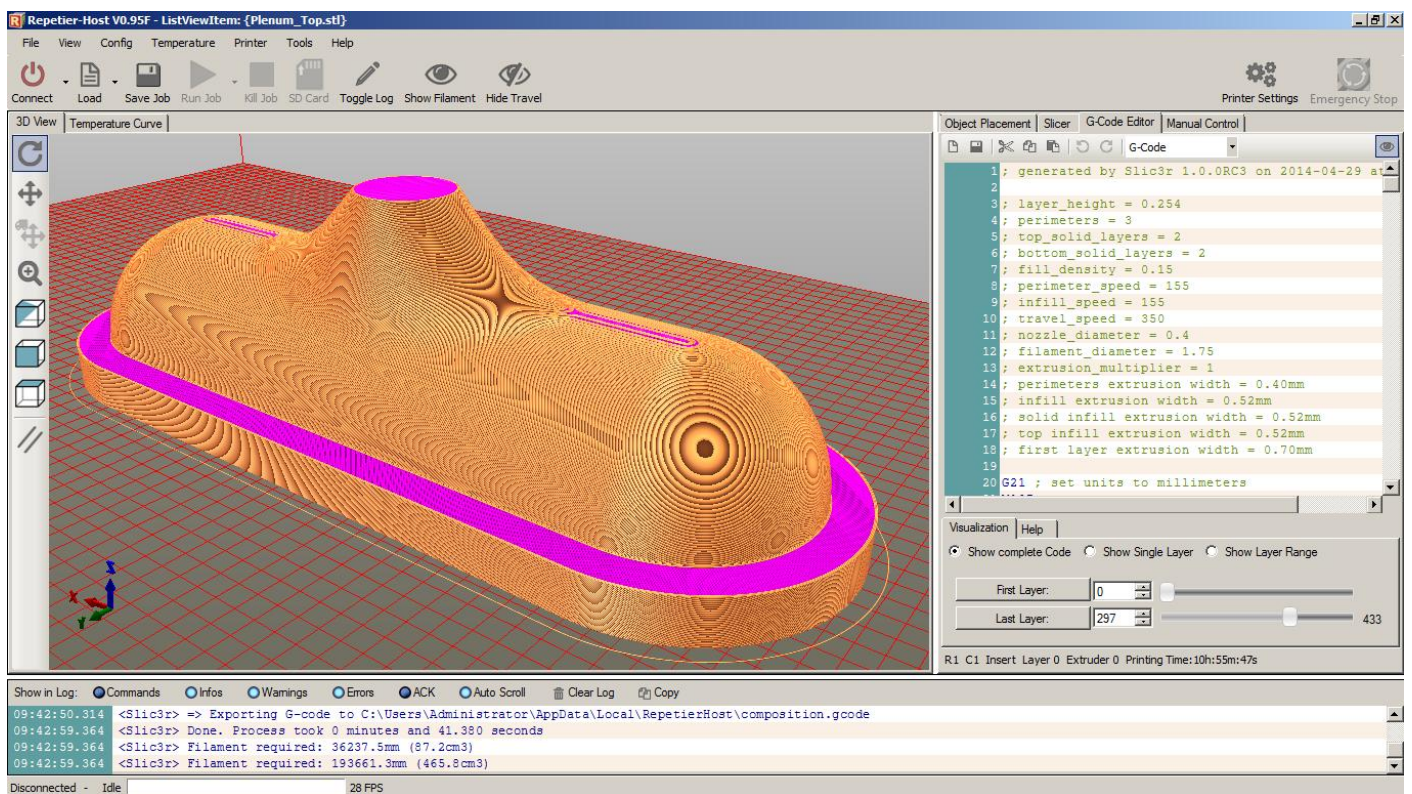 Repetier-Host V0.95F - ListViewItem: {Plenum_Top.stl}
File View Config Temperature Printer Tools Help
Connect Load Save Job Run Job Kill Job SD Card Toggle Log Show Filament Hide Travel Printer Settings Emergency Stop
3D View Temperature Curve
Object Placement Slicer G-Code Editor Manual Control
G-Code
1 ; generated by Slic3r 1.0.0RC3 on 2014-04-29 at
2
3 ; layer_height = 0.254
4 ; perimeters = 3
5 ; top_solid_layers = 2
6 ; bottom_solid_layers = 2
7 ; fill_density = 0.15
8 ; perimeter_speed = 155
9 ; infill_speed = 155
10 ; travel_speed = 350
11 ; nozzle_diameter = 0.4
12 ; filament_diameter = 1.75
13 ; extrusion_multiplier = 1
14 ; perimeters extrusion width = 0.40mm
15 ; infill extrusion width = 0.52mm
16 ; solid infill extrusion width = 0.52mm
17 ; top infill extrusion width = 0.52mm
18 ; first layer extrusion width = 0.70mm
19
20 G21 ; set units to millimeters
Visualization Help
Show complete Code Show Single Layer Show Layer Range
First Layer: 0
Last Layer: 297 433
R1 C1 Insert Layer 0 Extruder 0 Printing Time:10h:55m:47s
Z
X
Y
Show in Log: Commands Infos Warnings Errors ACK Auto Scroll Clear Log Copy
09:42:50.314 <Slic3r> => Exporting G-code to C:\Users\Administrator\AppData\Local\RepetierHost\composition.gcode
09:42:59.364 <Slic3r> Done. Process took 0 minutes and 41.380 seconds
09:42:59.364 <Slic3r> Filament required: 36237.5mm (87.2cm3)
09:42:59.364 <Slic3r> Filament required: 193661.3mm (465.8cm3)
Disconnected - Idle 28 FPS